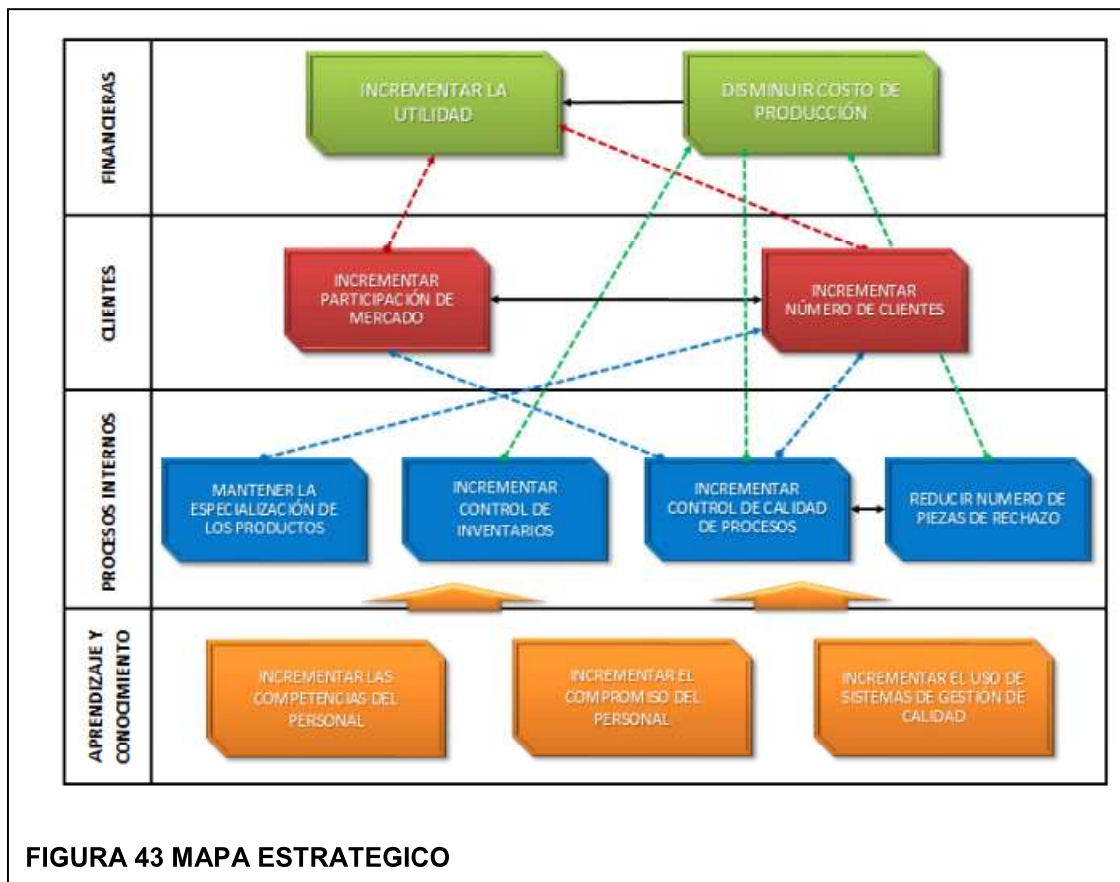 FINANCIERAS
INCREMENTAR LA
UTILIDAD
DISMINUIR COSTO DE
PRODUCCIÓN
CLIENTES
INCREMENTAR
PARTICIPACIÓN DE
MERCADO
INCREMENTAR
NÚMERO DE CLIENTES
PROCESOS INTERNOS
MANTENER LA
ESPECIALIZACIÓN DE
LOS PRODUCTOS
INCREMENTAR
CONTROL DE
INVENTARIOS
INCREMENTAR
CONTROL DE CALIDAD
DE PROCESOS
REDUCIR NUMERO DE
PIEZAS DE RECHAZO
APRENDIZAJE Y
CONOCIMIENTO
INCREMENTAR LAS
COMPETENCIAS DEL
PERSONAL
INCREMENTAR EL
COMPROMISO DEL
PERSONAL
INCREMENTAR EL USO DE
SISTEMAS DE GESTIÓN DE
CALIDAD
FIGURA 43 MAPA ESTRATEGICO